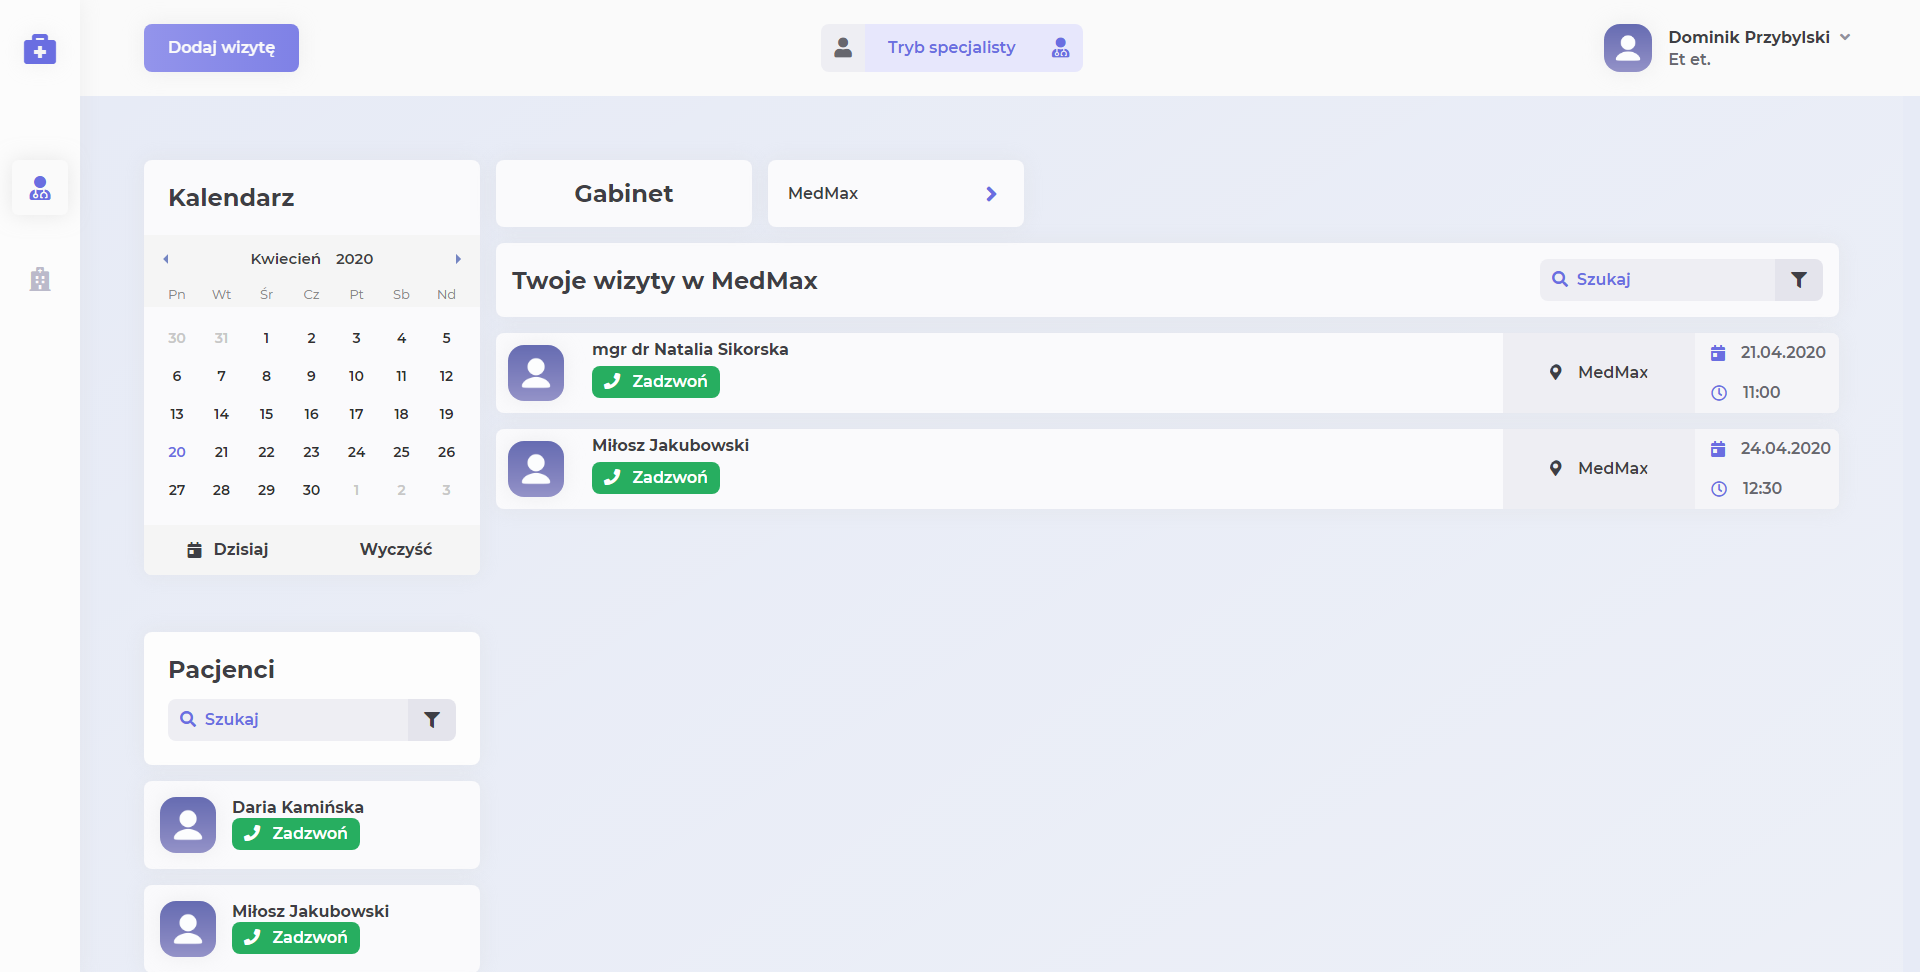 Dodaj wizytę
Tryb specjalisty
Dominik Przybylski
Et et.
Kalendarz
Kwiecień 2020
Pn Wt Śr Cz Pt Sb Nd
30 31 1 2 3 4 5
6 7 8 9 10 11 12
13 14 15 16 17 18 19
20 21 22 23 24 25 26
27 28 29 30 1 2 3
Dzisiaj Wyczyść
Pacjenci
Szukaj
Daria Kamińska
Zadzwoń
Miłosz Jakubowski
Zadzwoń
Gabinet
MedMax
Twoje wizyty w MedMax
Szukaj
mgr dr Natalia Sikorska
Zadzwoń
MedMax
21.04.2020
11:00
Miłosz Jakubowski
Zadzwoń
MedMax
24.04.2020
12:30